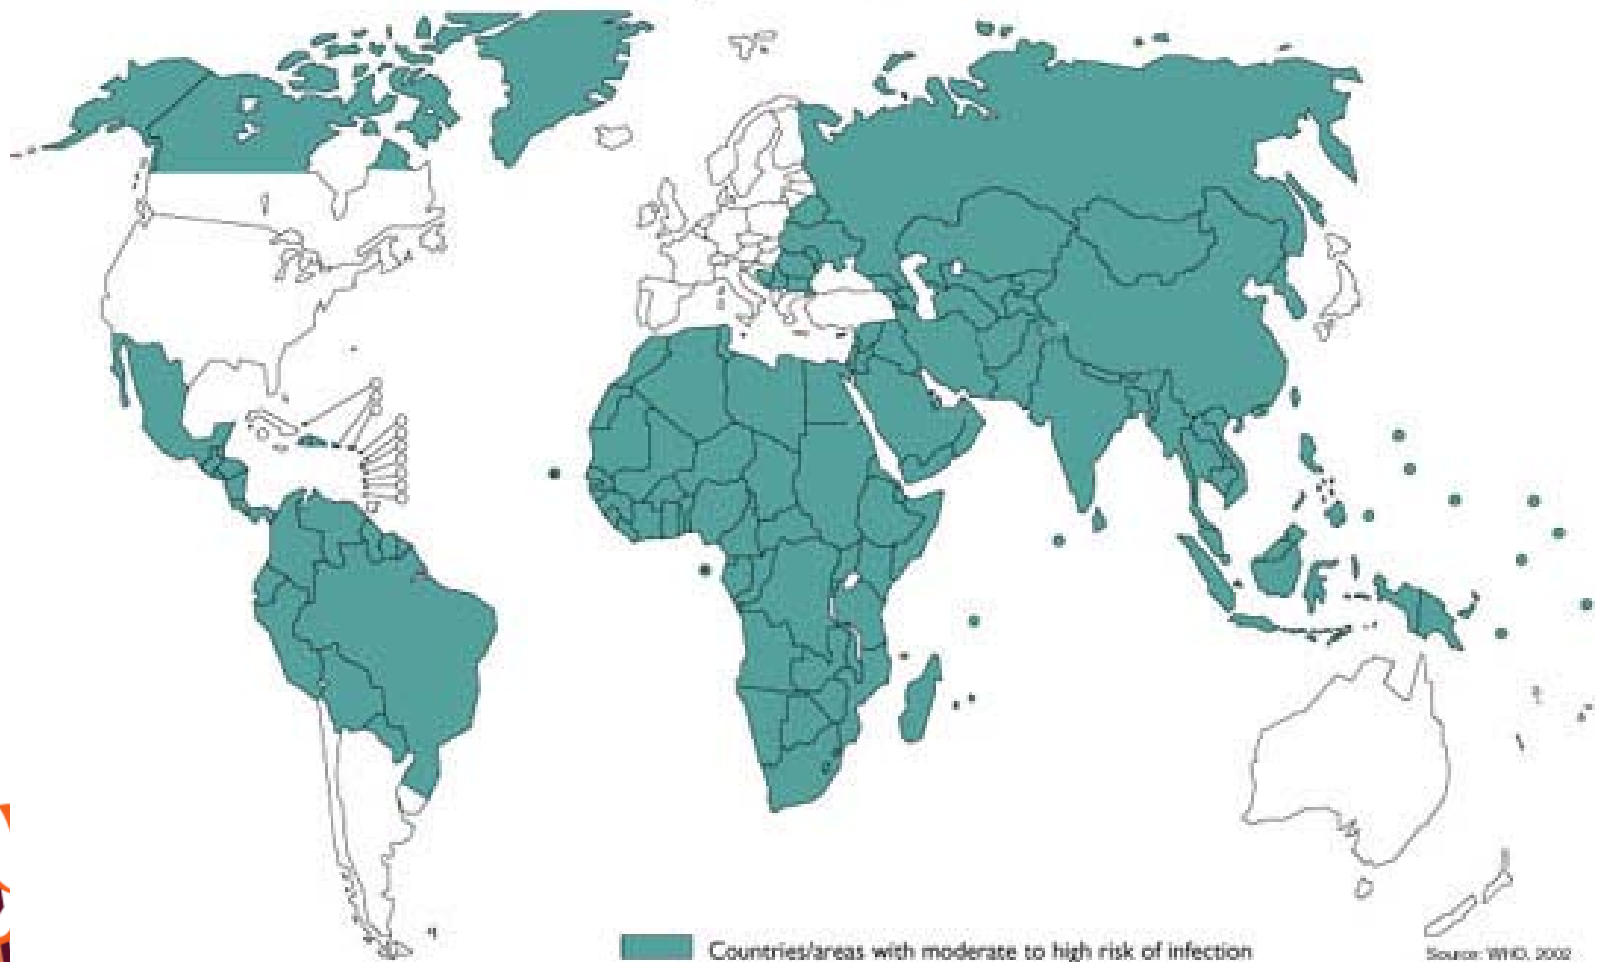 Countries/areas with moderate to high risk of infection
Source: WHO, 2002